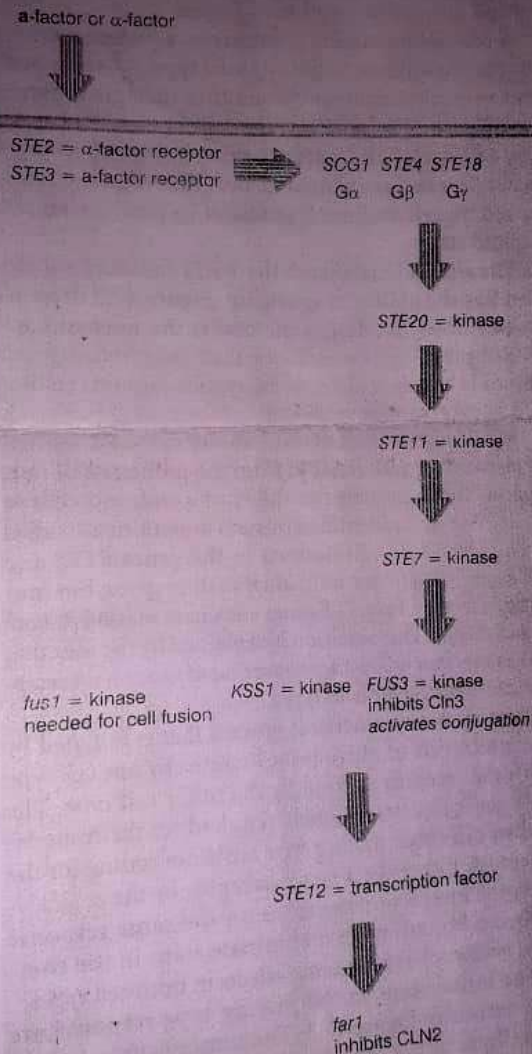 a-factor or α-factor
STE2 = α-factor receptor
STE3 = a-factor receptor
SCG1 STE4 STE18
Gα Gβ Gγ
STE20 = kinase
STE11 = kinase
STE7 = kinase
fus1 = kinase
needed for cell fusion
KSS1 = kinase
FUS3 = kinase
inhibits Cln3
activates conjugation
STE12 = transcription factor
far1
inhibits CLN2